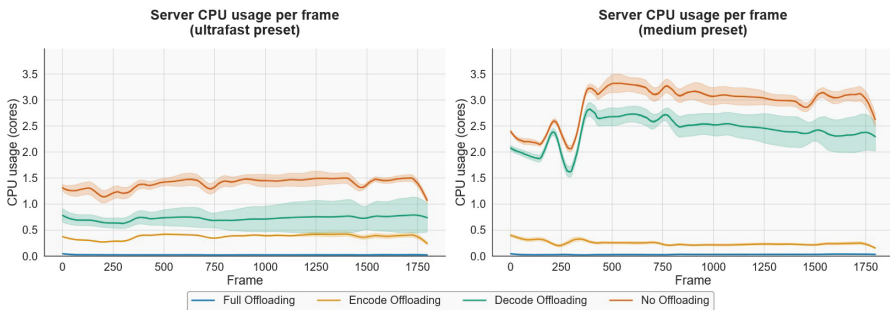 Server CPU usage per frame
(ultrafast preset)
Server CPU usage per frame
(medium preset)
CPU usage (cores)
3.5
3.0
2.5
2.0
1.5
1.0
0.5
0.0
0 250 500 750 1000 1250 1500 1750
Frame
CPU usage (cores)
3.5
3.0
2.5
2.0
1.5
1.0
0.5
0.0
0 250 500 750 1000 1250 1500 1750
Frame
Full Offloading Encode Offloading Decode Offloading No Offloading